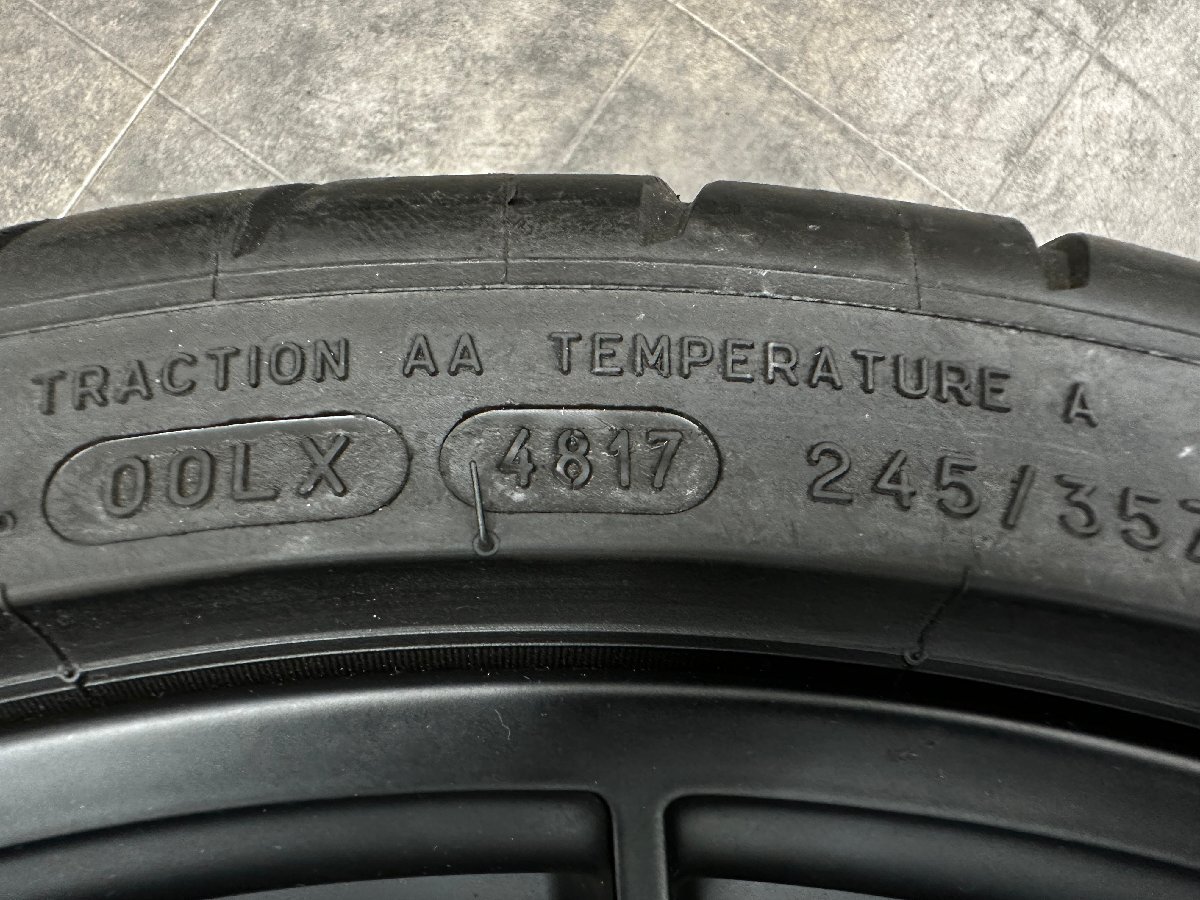 TRACTION AA TEMPERATURE A
00LX 4817 245/35